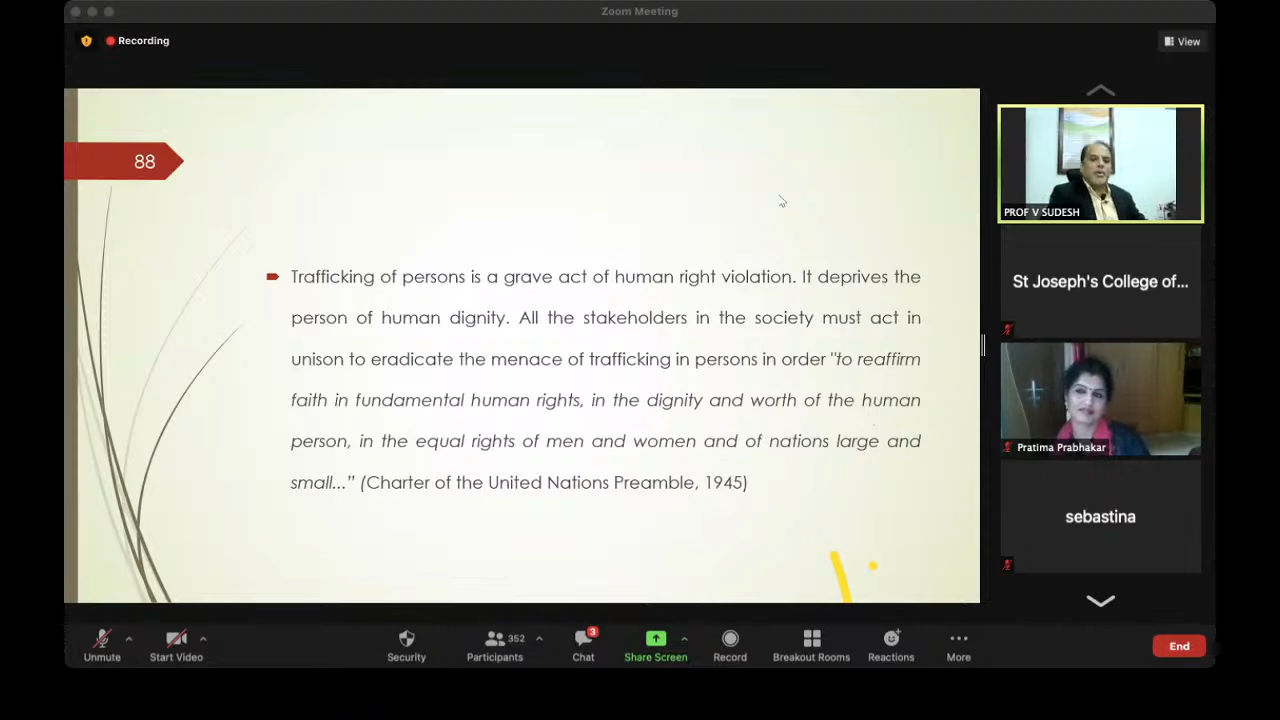 Zoom Meeting
Recording
View
88
Trafficking of persons is a grave act of human right violation. It deprives the
person of human dignity. All the stakeholders in the society must act in
unison to eradicate the menace of trafficking in persons in order "to reaffirm
faith in fundamental human rights, in the dignity and worth of the human
person, in the equal rights of men and women and of nations large and
small...” (Charter of the United Nations Preamble, 1945)
PROF V SUDESH
St Joseph's College of...
Pratima Prabhakar
sebastina
Unmute
Start Video
Security
352
Participants
3
Chat
Share Screen
Record
Breakout Rooms
Reactions
More
End